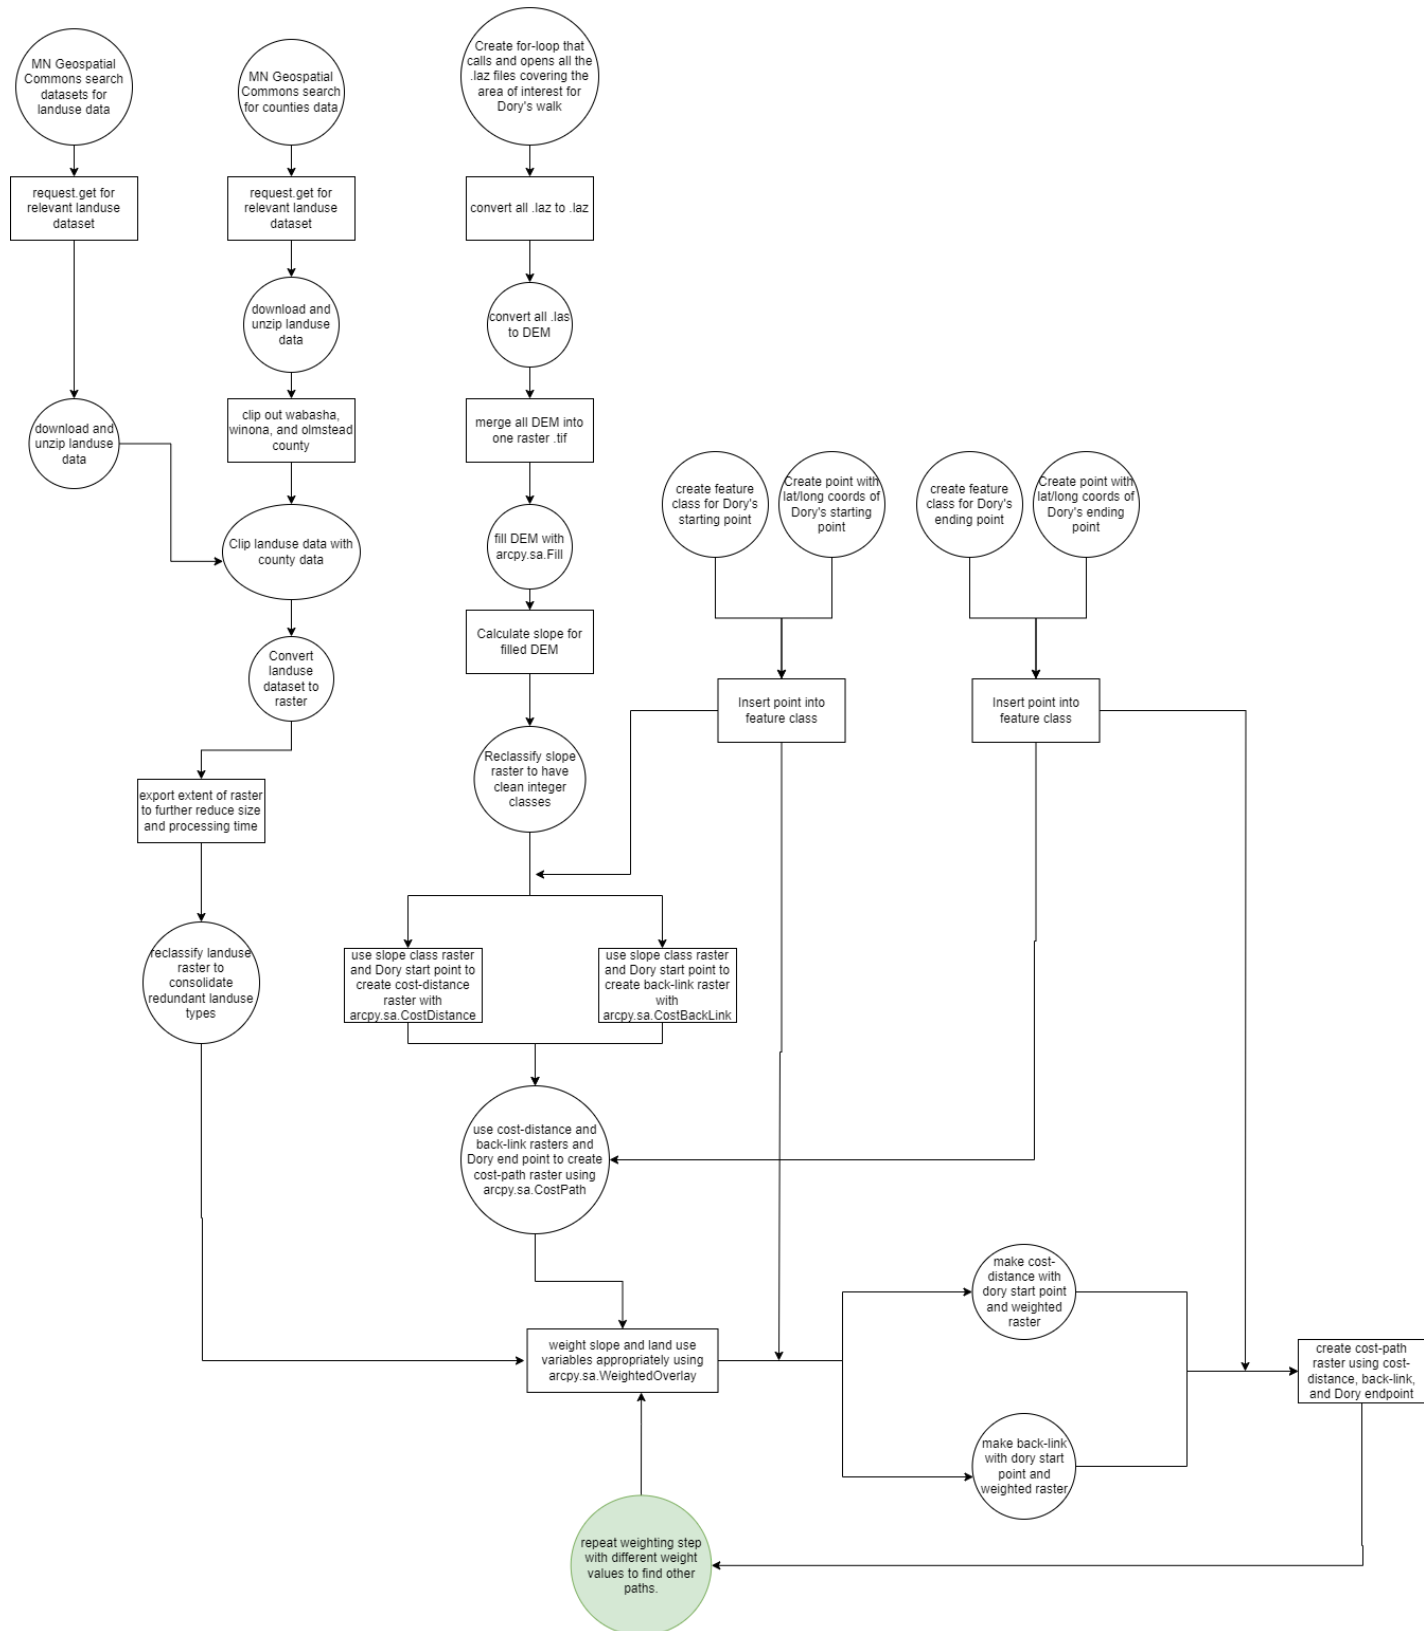 MN Geospatial
Commons search
datasets for
landuse data
request.get for
relevant landuse
dataset
download and
unzip landuse
data
MN Geospatial
Commons search
for counties data
request.get for
relevant landuse
dataset
download and
unzip landuse
data
clip out wabasha,
winona, and olmstead
county
Clip landuse data with
county data
Convert
landuse
dataset to
raster
export extent of raster
to further reduce size
and processing time
reclassify landuse
raster to
consolidate
redundant landuse
types
Create for-loop that
calls and opens all the
.laz files covering the
area of interest for
Dory's walk
convert all .laz to .laz
convert all .las
to DEM
merge all DEM into
one raster .tif
fill DEM with
arcpy.sa.Fill
Calculate slope for
filled DEM
Reclassify slope
raster to have
clean integer
classes
use slope class raster
and Dory start point to
create cost-distance
raster with
arcpy.sa.CostDistance
use slope class raster
and Dory start point to
create back-link raster
with
arcpy.sa.CostBackLink
use cost-distance and
back-link rasters and
Dory end point to create
cost-path raster using
arcpy.sa.CostPath
create feature
class for Dory's
starting point
Create point with
lat/long coords of
Dory's starting
point
Insert point into
feature class
create feature
class for Dory's
ending point
Create point with
lat/long coords of
Dory's ending
point
Insert point into
feature class
weight slope and land use
variables appropriately using
arcpy.sa.WeightedOverlay
make cost-
distance with
dory start point
and weighted
raster
make back-link
with dory start
point and
weighted raster
create cost-path
raster using cost-
distance, back-link,
and Dory endpoint
repeat weighting step
with different weight
values to find other
paths.